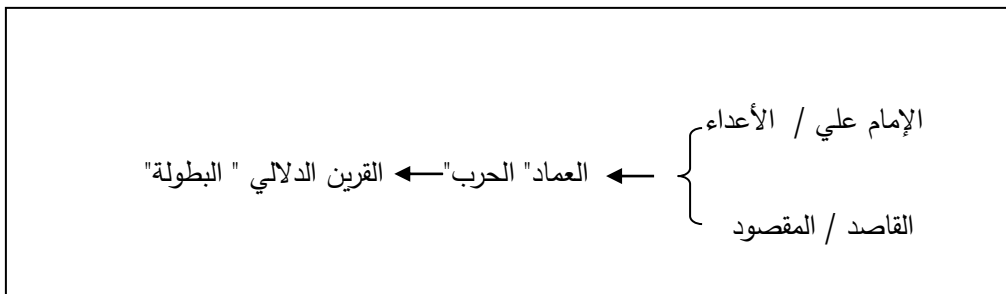 الإمام علي / الأعداء
العماد" الحرب" القرين الدلالي " البطولة"
القاصد / المقصود